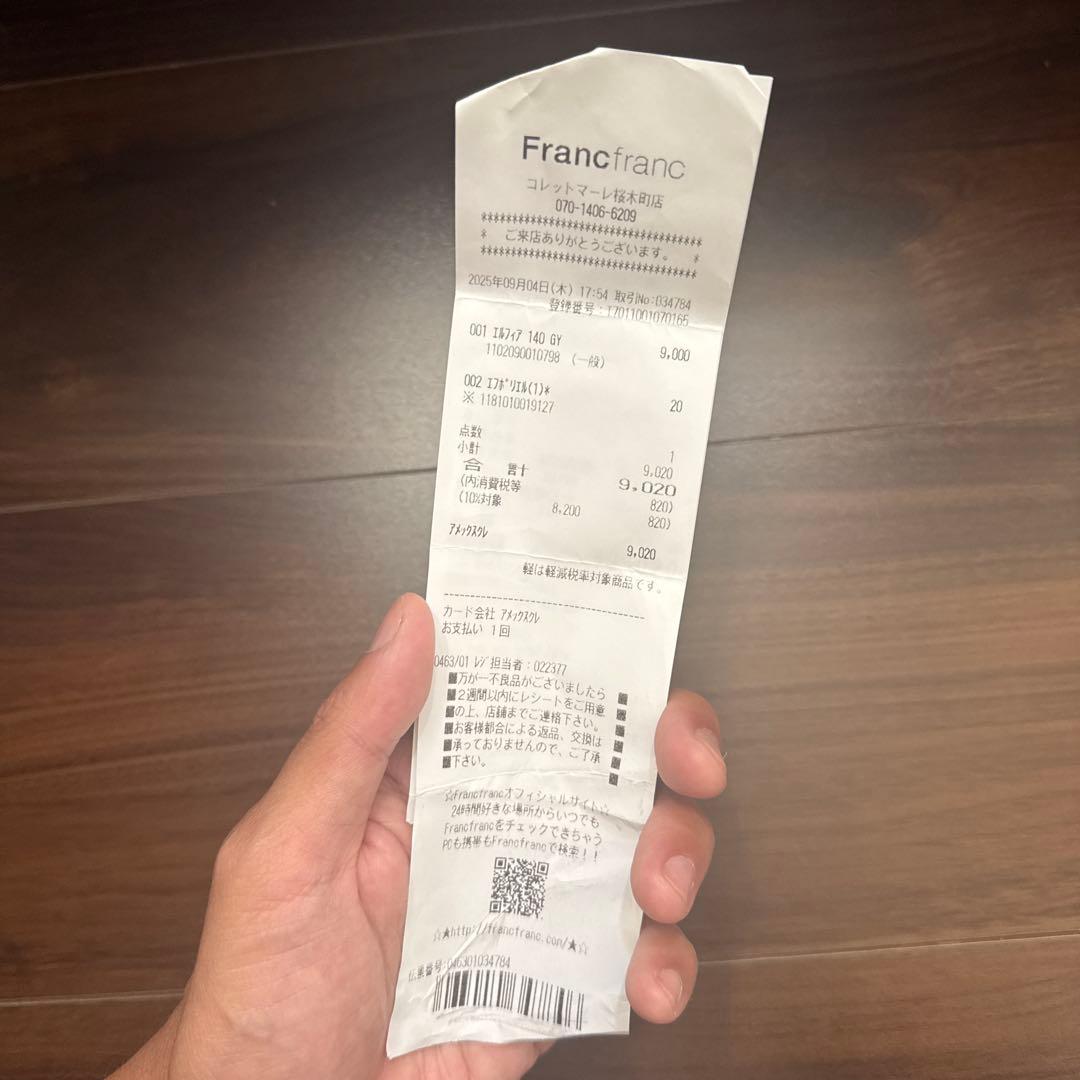 Francfranc
コレットマーレ桜木町店
070-1406-6209
***********************************
* ご来店ありがとうございます。 *
***********************************
2025年09月04日(木) 17:54 取引No:034784
登録番号:T7011001070165
001 ｴﾙﾌｨｱ 140 GY 9,000
1102090010798 (一般)
002 ｴﾌﾎﾟﾘｴﾙ(1)* 20
※ 1181010019127
点数 1
小計 9,020
合 計 9,020
(内消費税等 820)
(10%対象 8,200 820)
ｱﾒｯｸｽｸﾚ 9,020
軽は軽減税率対象商品です。
カード会社 ｱﾒｯｸｽｸﾚ
お支払い 1回
0463/01 ﾚｼﾞ担当者:022377
■万が一不良品がございましたら ■
■2週間以内にレシートをご用意 ■
■の上、店舗までご連絡下さい。 ■
■お客様都合による返品、交換は ■
■承っておりませんので、ご了承 ■
■下さい。 ■
☆Francfrancオフィシャルサイト☆
24時間好きな場所からいつでも
Francfrancをチェックできちゃう
PCも携帯もFrancfrancで検索!!
☆★http://francfranc.com/★☆
伝票番号:046301034784